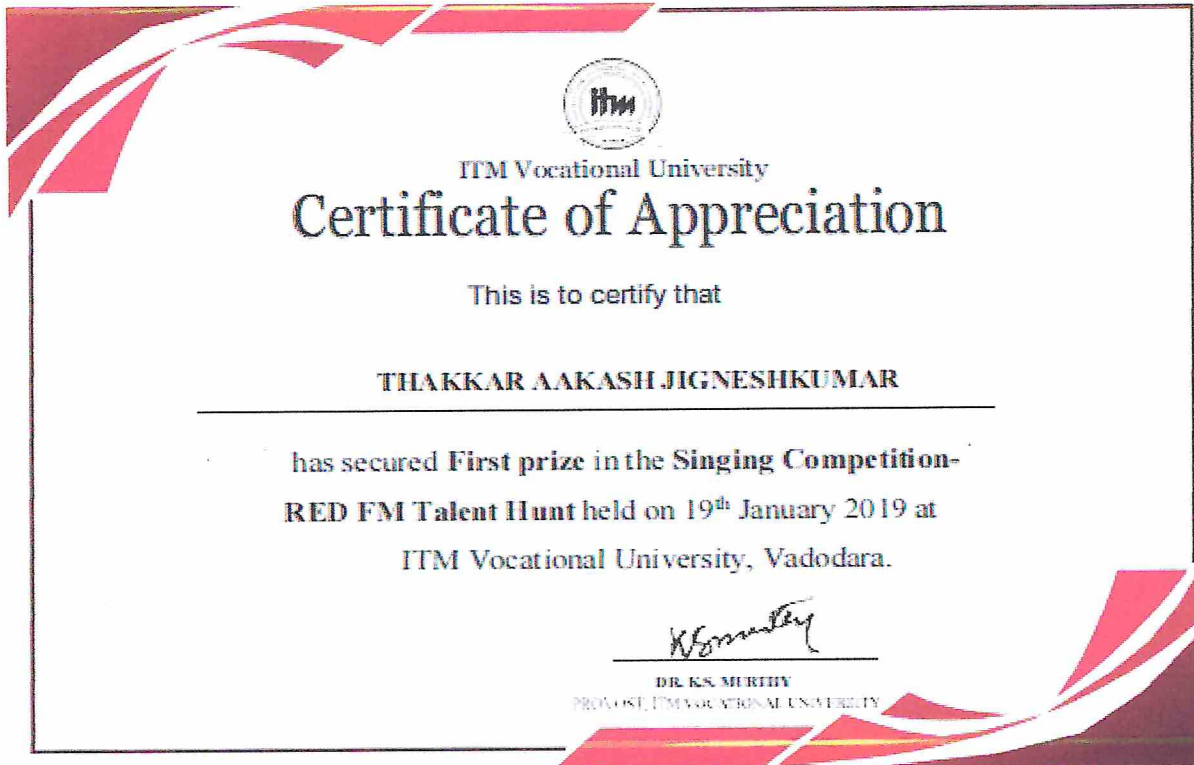 ithm
ITM Vocational University
Certificate of Appreciation
This is to certify that
THAKKAR AAKASH JIGNESHKUMAR
has secured First prize in the Singing Competition-
RED FM Talent Hunt held on 19th January 2019 at
ITM Vocational University, Vadodara.
KSmurthy
DR. K.S. MURTHY
PROVOST, ITM VOCATIONAL UNIVERSITY